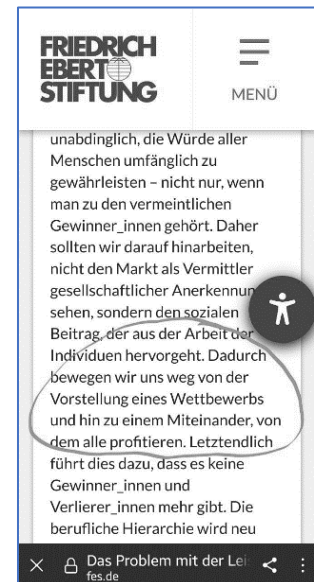 FRIEDRICH
EBERT
STIFTUNG
MENÜ
unabdinglich, die Würde aller
Menschen umfänglich zu
gewährleisten – nicht nur, wenn
man zu den vermeintlichen
Gewinner_innen gehört. Daher
sollten wir darauf hinarbeiten,
nicht den Markt als Vermittler
gesellschaftlicher Anerkennun
sehen, sondern den sozialen
Beitrag, der aus der Arbeit der
Individuen hervorgeht. Dadurch
bewegen wir uns weg von der
Vorstellung eines Wettbewerbs
und hin zu einem Miteinander, von
dem alle profitieren. Letztendlich
führt dies dazu, dass es keine
Gewinner_innen und
Verlierer_innen mehr gibt. Die
berufliche Hierarchie wird neu
Das Problem mit der Lei
fes.de